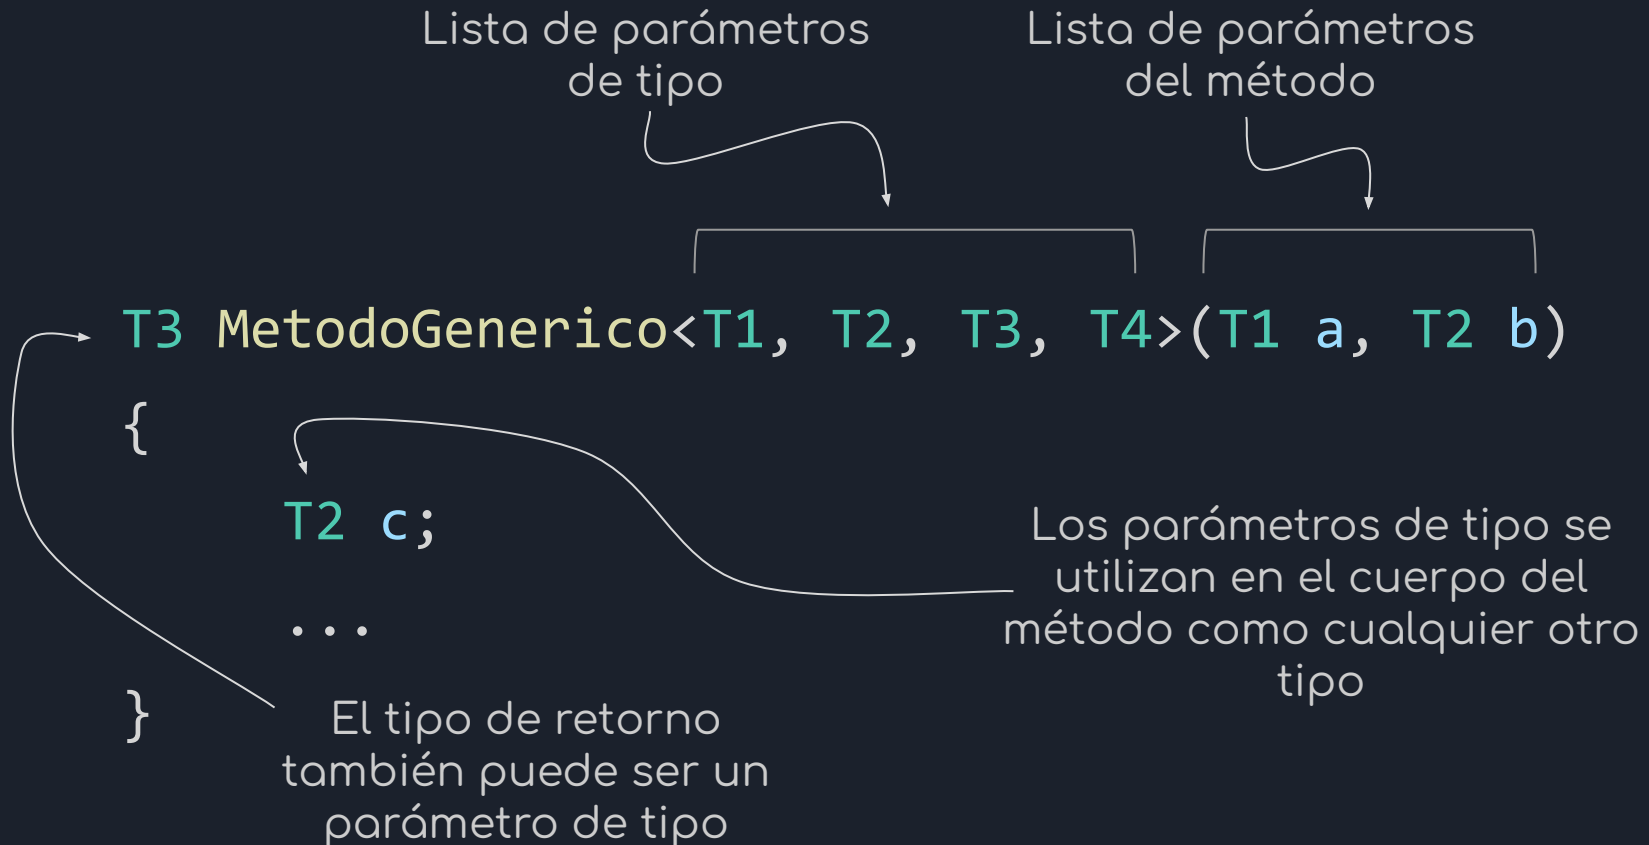 Lista de parámetros
de tipo
Lista de parámetros
del método
T3 MetodoGenerico<T1, T2, T3, T4>(T1 a, T2 b)
{
T2 c;
...
}
Los parámetros de tipo se
utilizan en el cuerpo del
método como cualquier otro
tipo
El tipo de retorno
también puede ser un
parámetro de tipo